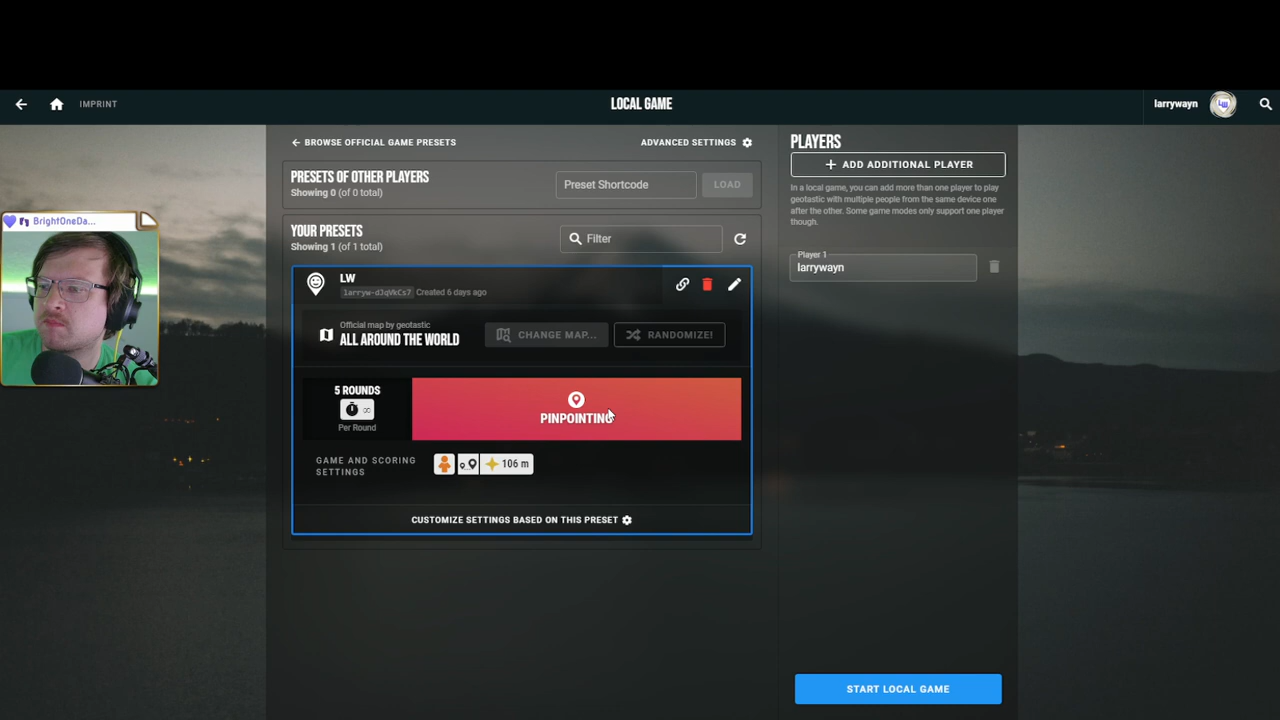 IMPRINT
LOCAL GAME
larrywayn
LW
BROWSE OFFICIAL GAME PRESETS
ADVANCED SETTINGS
PRESETS OF OTHER PLAYERS
Showing 0 (of 0 total)
Preset Shortcode
LOAD
YOUR PRESETS
Showing 1 (of 1 total)
Filter
LW
larryw-dJqVkCs7 Created 6 days ago
Official map by geotastic
ALL AROUND THE WORLD
CHANGE MAP...
RANDOMIZE!
5 ROUNDS
∞
Per Round
PINPOINTING
GAME AND SCORING
SETTINGS
106 m
CUSTOMIZE SETTINGS BASED ON THIS PRESET
PLAYERS
+ ADD ADDITIONAL PLAYER
In a local game, you can add more than one player to play
geotastic with multiple people from the same device one
after the other. Some game modes only support one player
though.
Player 1
larrywayn
START LOCAL GAME
BrightOneDa...